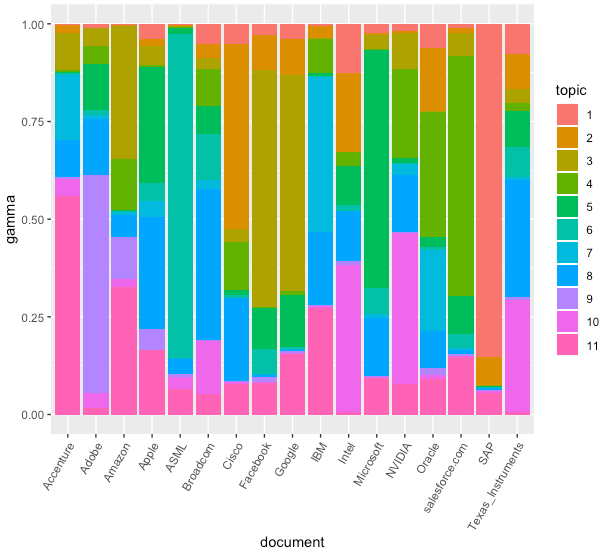 1.00
0.75
0.50
0.25
0.00
gamma
Accenture
Adobe
Amazon
Apple
ASML
Broadcom
Cisco
Facebook
Google
IBM
Intel
Microsoft
NVIDIA
Oracle
salesforce.com
SAP
Texas_Instruments
document
topic
1
2
3
4
5
6
7
8
9
10
11